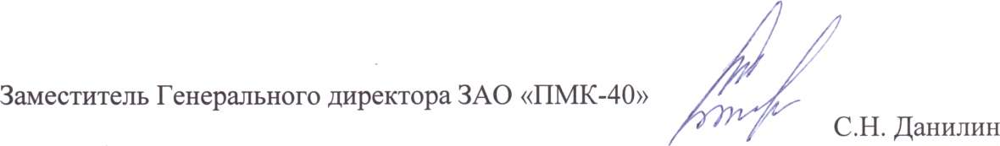 Заместитель Генерального директора ЗАО «ПМК-40»
С.Н. Данилин